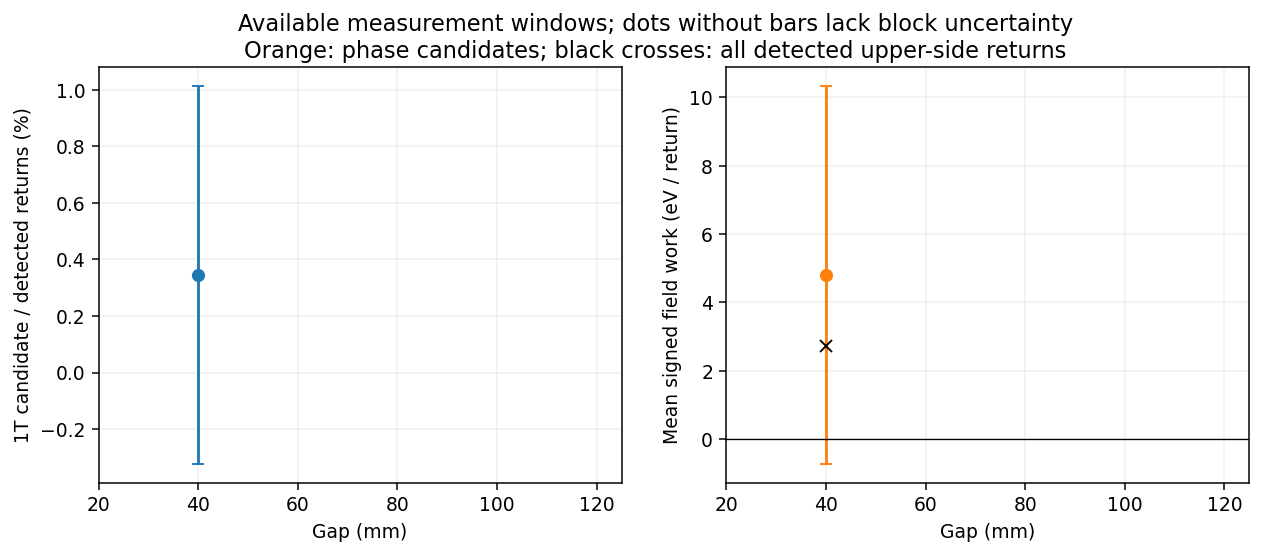 Available measurement windows; dots without bars lack block uncertainty
Orange: phase candidates; black crosses: all detected upper-side returns
1T candidate / detected returns (%)
1.0
0.8
0.6
0.4
0.2
0.0
−0.2
20 40 60 80 100 120
Gap (mm)
Mean signed field work (eV / return)
10
8
6
4
2
0
20 40 60 80 100 120
Gap (mm)